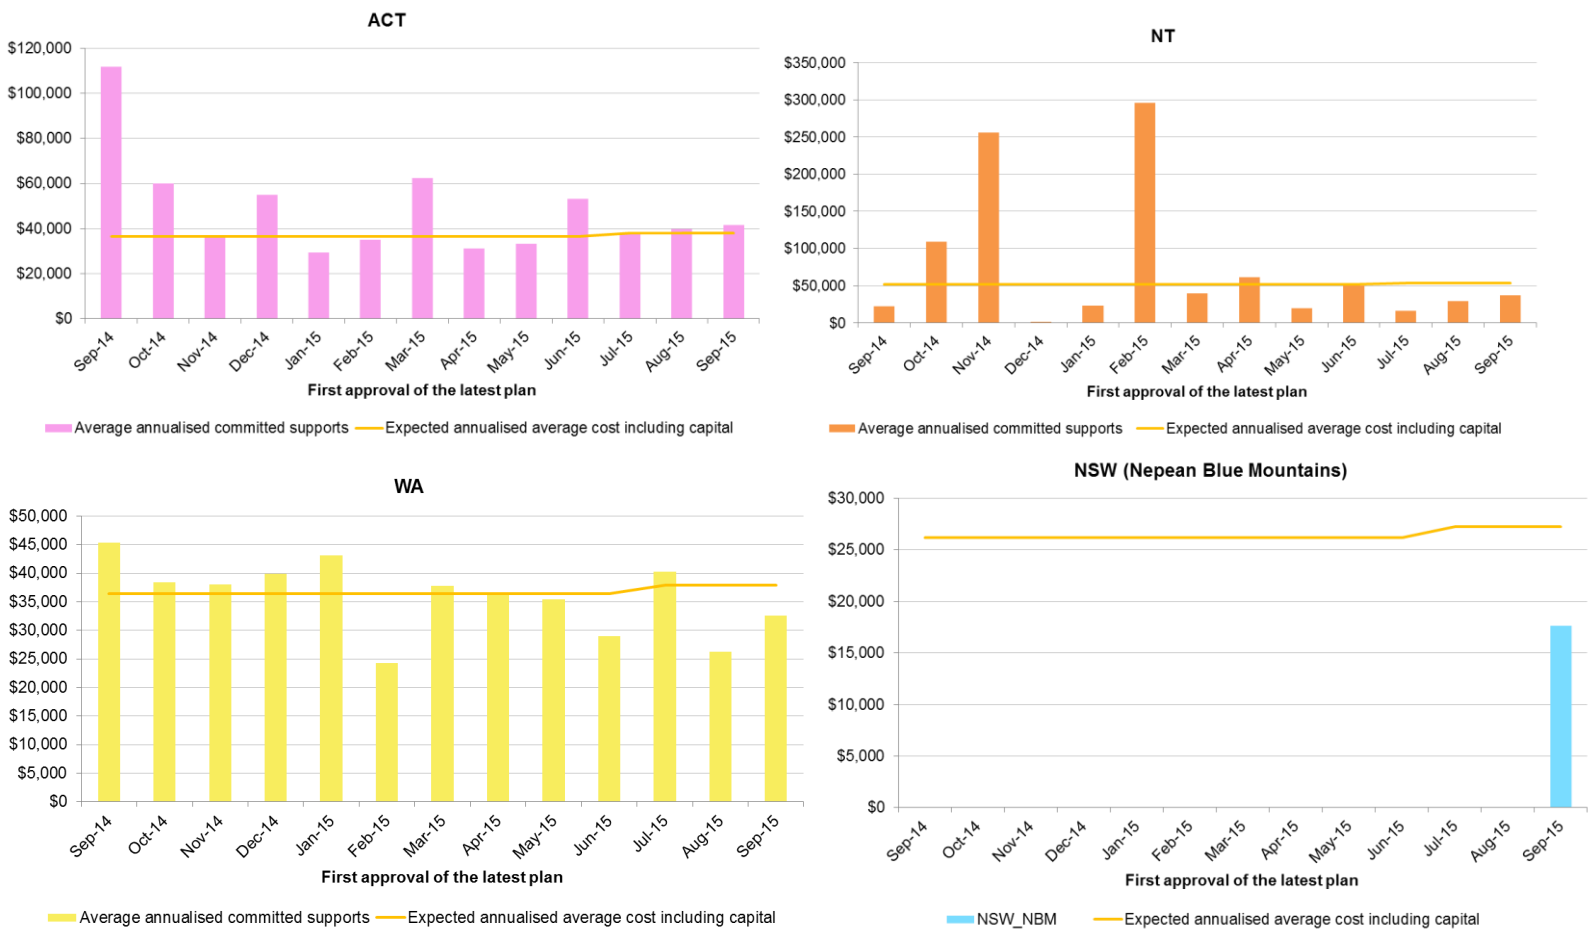 ACT
$120,000
$100,000
$80,000
$60,000
$40,000
$20,000
$0
Sep-14 Oct-14 Nov-14 Dec-14 Jan-15 Feb-15 Mar-15 Apr-15 May-15 Jun-15 Jul-15 Aug-15 Sep-15
First approval of the latest plan
Average annualised committed supports Expected annualised average cost including capital
NT
$350,000
$300,000
$250,000
$200,000
$150,000
$100,000
$50,000
$0
Sep-14 Oct-14 Nov-14 Dec-14 Jan-15 Feb-15 Mar-15 Apr-15 May-15 Jun-15 Jul-15 Aug-15 Sep-15
First approval of the latest plan
Average annualised committed supports Expected annualised average cost including capital
WA
$50,000
$45,000
$40,000
$35,000
$30,000
$25,000
$20,000
$15,000
$10,000
$5,000
$0
Sep-14 Oct-14 Nov-14 Dec-14 Jan-15 Feb-15 Mar-15 Apr-15 May-15 Jun-15 Jul-15 Aug-15 Sep-15
First approval of the latest plan
Average annualised committed supports Expected annualised average cost including capital
NSW (Nepean Blue Mountains)
$30,000
$25,000
$20,000
$15,000
$10,000
$5,000
$0
Sep-14 Oct-14 Nov-14 Dec-14 Jan-15 Feb-15 Mar-15 Apr-15 May-15 Jun-15 Jul-15 Aug-15 Sep-15
First approval of the latest plan
NSW_NBM Expected annualised average cost including capital